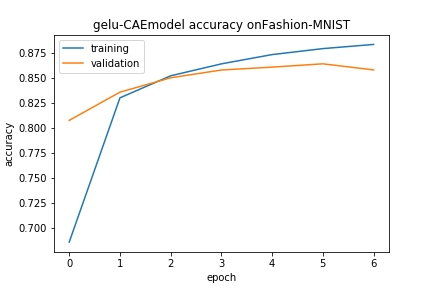 gelu-CAEmodel accuracy onFashion-MNIST
training
validation
accuracy
0.875
0.850
0.825
0.800
0.775
0.750
0.725
0.700
0 1 2 3 4 5 6
epoch